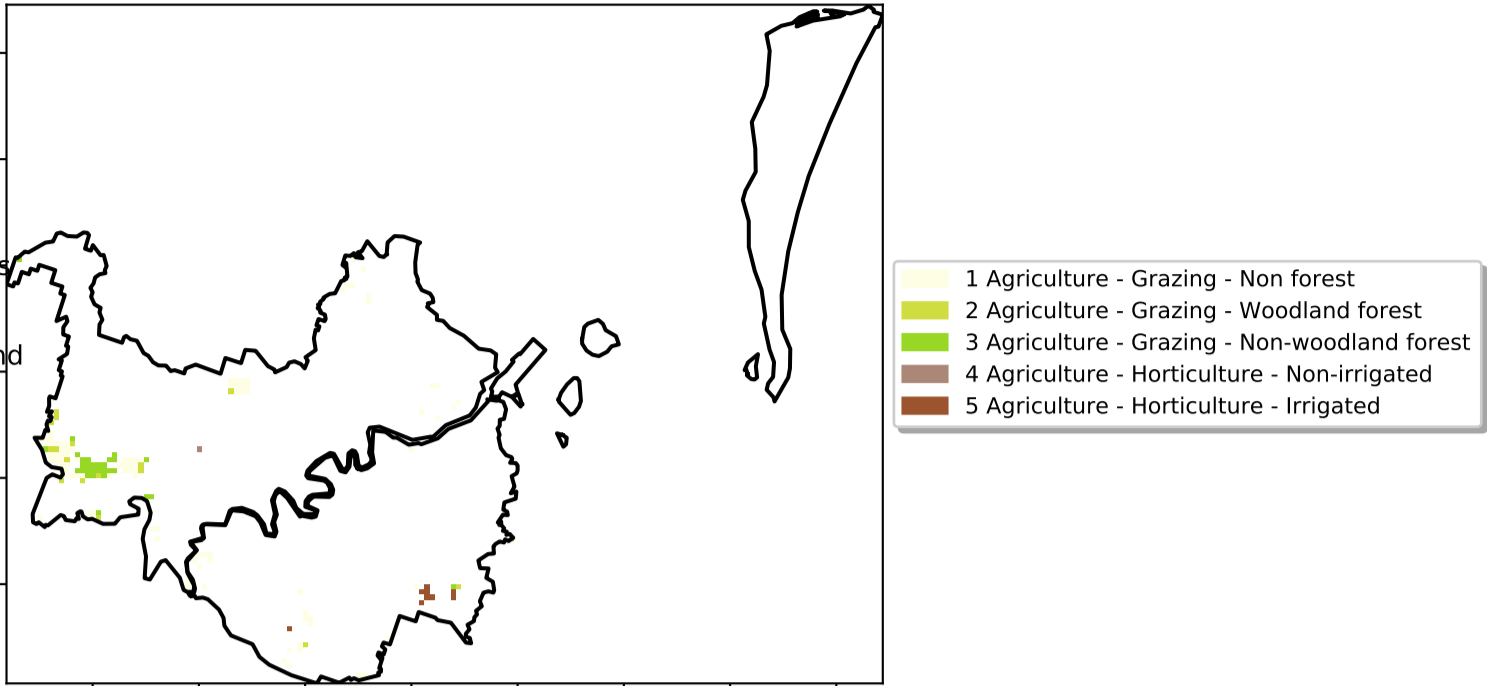 s
nd
1 Agriculture - Grazing - Non forest
2 Agriculture - Grazing - Woodland forest
3 Agriculture - Grazing - Non-woodland forest
4 Agriculture - Horticulture - Non-irrigated
5 Agriculture - Horticulture - Irrigated